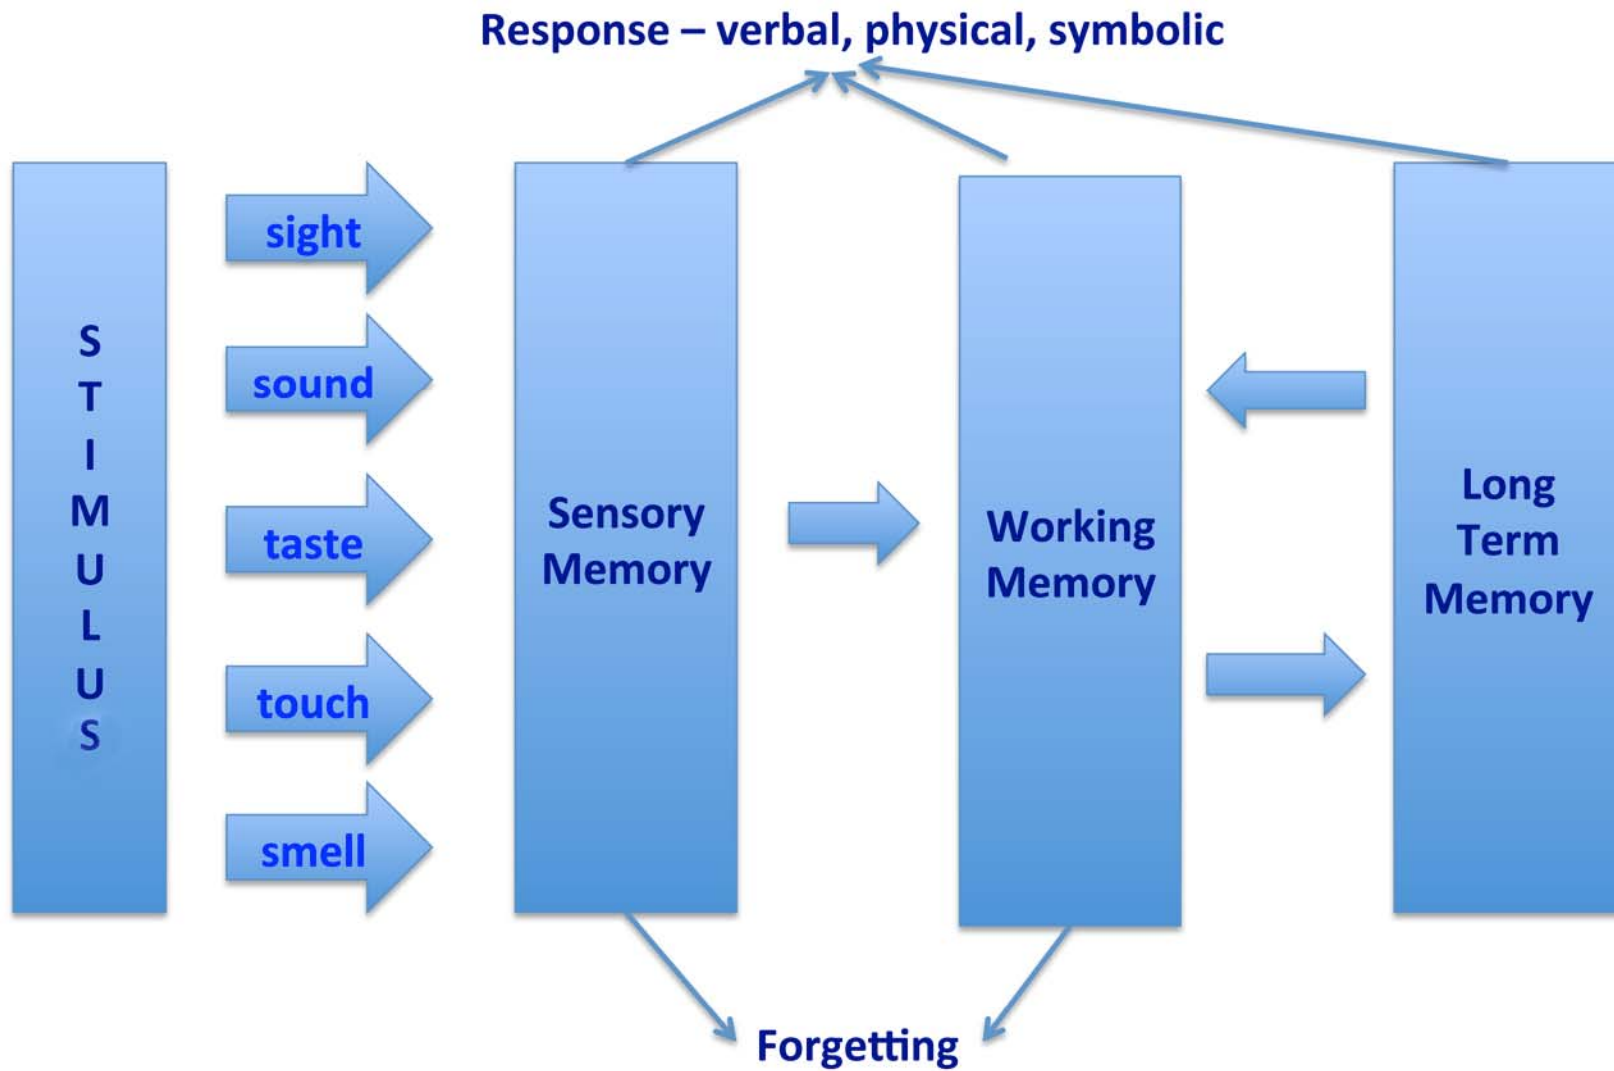 Response – verbal, physical, symbolic
S
T
I
M
U
L
U
S
sight
sound
taste
touch
smell
Sensory
Memory
Working
Memory
Long
Term
Memory
Forgetting